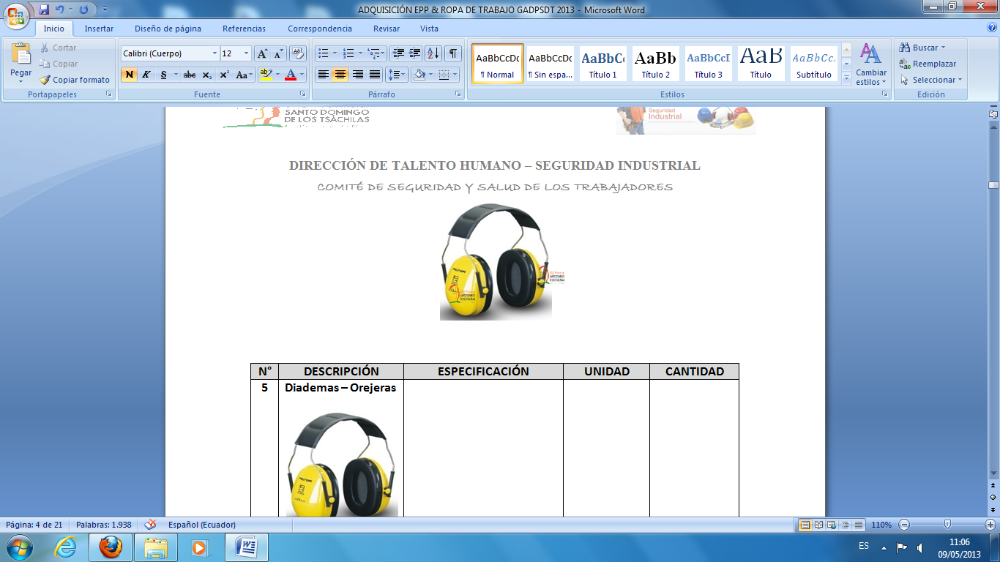 ADQUISICIÓN EPP & ROPA DE TRABAJO GADPSDT 2013 - Microsoft Word
Inicio Insertar Diseño de página Referencias Correspondencia Revisar Vista
Pegar
Cortar
Copiar
Copiar formato
Portapapeles
Calibri (Cuerpo) 12
N K S abc x₂ x² Aa
Fuente
Párrafo
AaBbCcDc AaBbCcDc AaBbCc AaBb AaBbCcI AaB AaBbCc.
¶ Normal ¶ Sin espa... Título 1 Título 2 Título 3 Título Subtítulo
Cambiar estilos
Estilos
Buscar
Reemplazar
Seleccionar
Edición
SANTO DOMINGO
DE LOS TSÁCHILAS
Seguridad
Industrial
DIRECCIÓN DE TALENTO HUMANO – SEGURIDAD INDUSTRIAL
COMITÉ DE SEGURIDAD Y SALUD DE LOS TRABAJADORES
PELTOR
N° DESCRIPCIÓN ESPECIFICACIÓN UNIDAD CANTIDAD
5 Diademas – Orejeras
PELTOR
Página: 4 de 21 Palabras: 1.938 Español (Ecuador) 110%
ES 11:06
09/05/2013